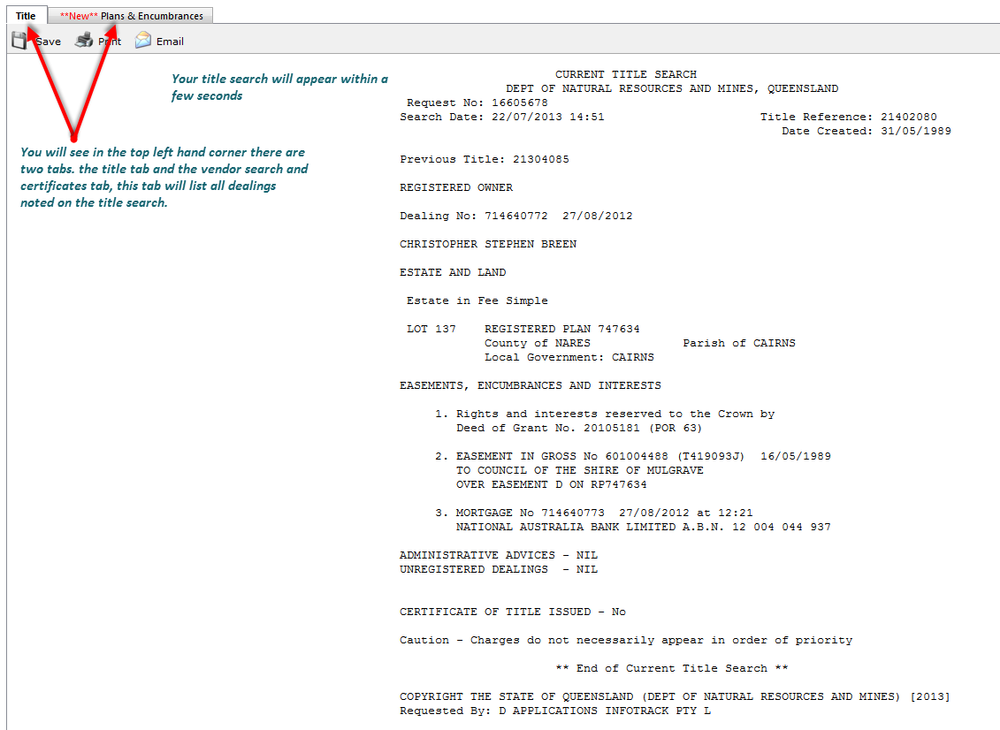 Title **New** Plans & Encumbrances
Save Print Email
Your title search will appear within a
few seconds
You will see in the top left hand corner there are
two tabs. the title tab and the vendor search and
certificates tab, this tab will list all dealings
noted on the title search.
CURRENT TITLE SEARCH
DEPT OF NATURAL RESOURCES AND MINES, QUEENSLAND
Request No: 16605678
Search Date: 22/07/2013 14:51 Title Reference: 21402080
Date Created: 31/05/1989
Previous Title: 21304085
REGISTERED OWNER
Dealing No: 714640772 27/08/2012
CHRISTOPHER STEPHEN BREEN
ESTATE AND LAND
Estate in Fee Simple
LOT 137 REGISTERED PLAN 747634
County of NARES Parish of CAIRNS
Local Government: CAIRNS
EASEMENTS, ENCUMBRANCES AND INTERESTS
1. Rights and interests reserved to the Crown by
Deed of Grant No. 20105181 (POR 63)
2. EASEMENT IN GROSS No 601004488 (T419093J) 16/05/1989
TO COUNCIL OF THE SHIRE OF MULGRAVE
OVER EASEMENT D ON RP747634
3. MORTGAGE No 714640773 27/08/2012 at 12:21
NATIONAL AUSTRALIA BANK LIMITED A.B.N. 12 004 044 937
ADMINISTRATIVE ADVICES - NIL
UNREGISTERED DEALINGS - NIL
CERTIFICATE OF TITLE ISSUED - No
Caution - Charges do not necessarily appear in order of priority
** End of Current Title Search **
COPYRIGHT THE STATE OF QUEENSLAND (DEPT OF NATURAL RESOURCES AND MINES) [2013]
Requested By: D APPLICATIONS INFOTRACK PTY L